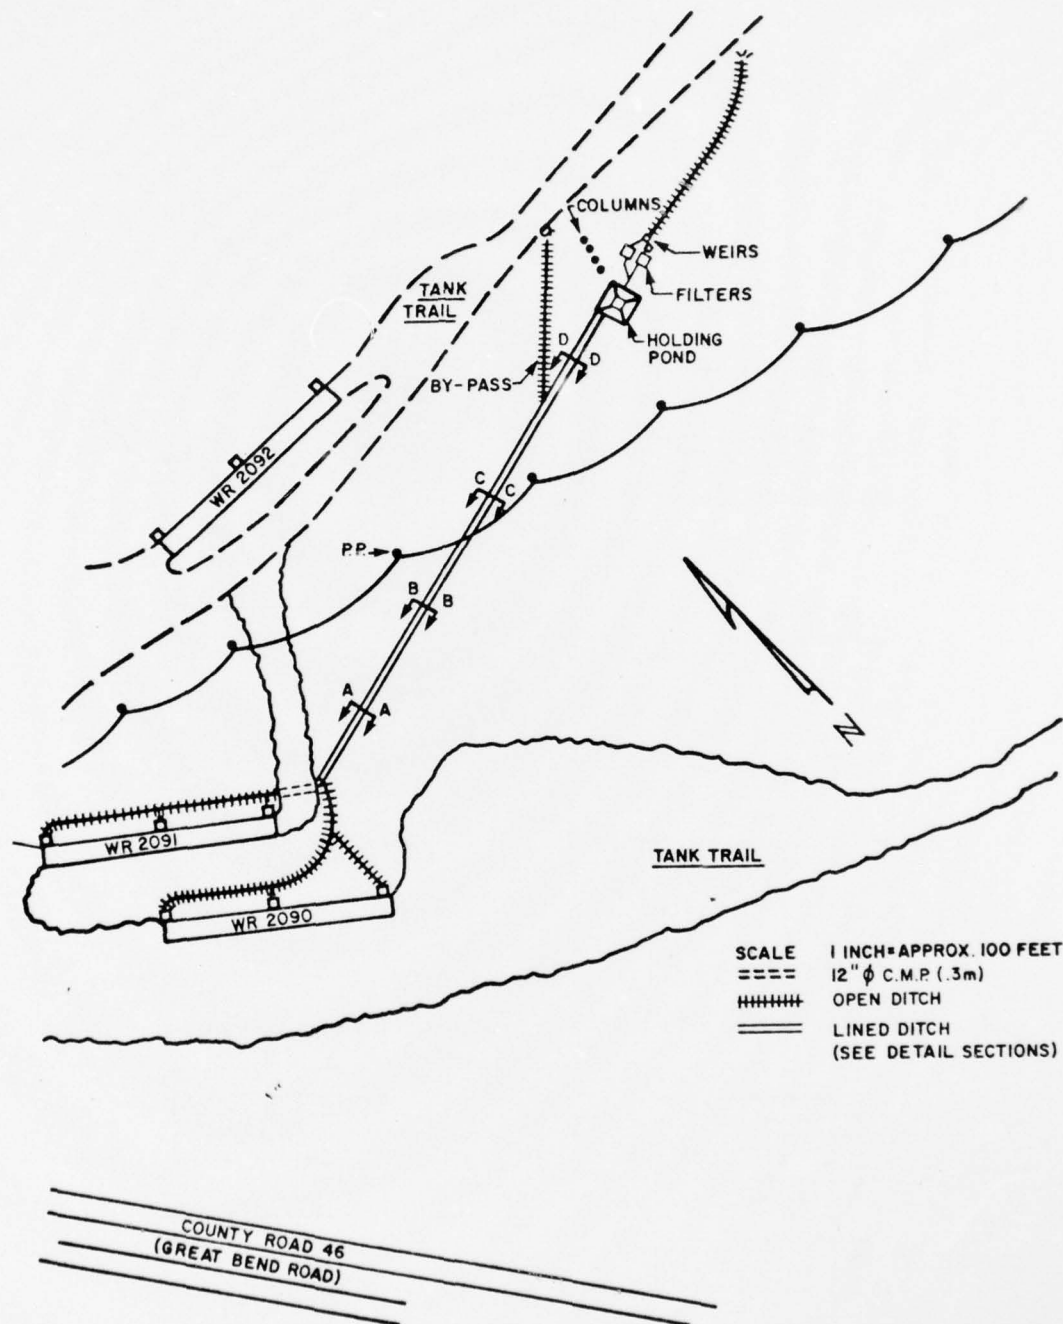 COLUMNS
WEIRS
FILTERS
TANK
TRAIL
D
D
HOLDING
POND
BY-PASS
WR 2092
C
C
P.P.
B
B
A
A
N
WR 2091
WR 2090
TANK TRAIL
SCALE 1 INCH=APPROX. 100 FEET
12"φ C.M.P. (.3m)
OPEN DITCH
LINED DITCH
(SEE DETAIL SECTIONS)
COUNTY ROAD 46
(GREAT BEND ROAD)